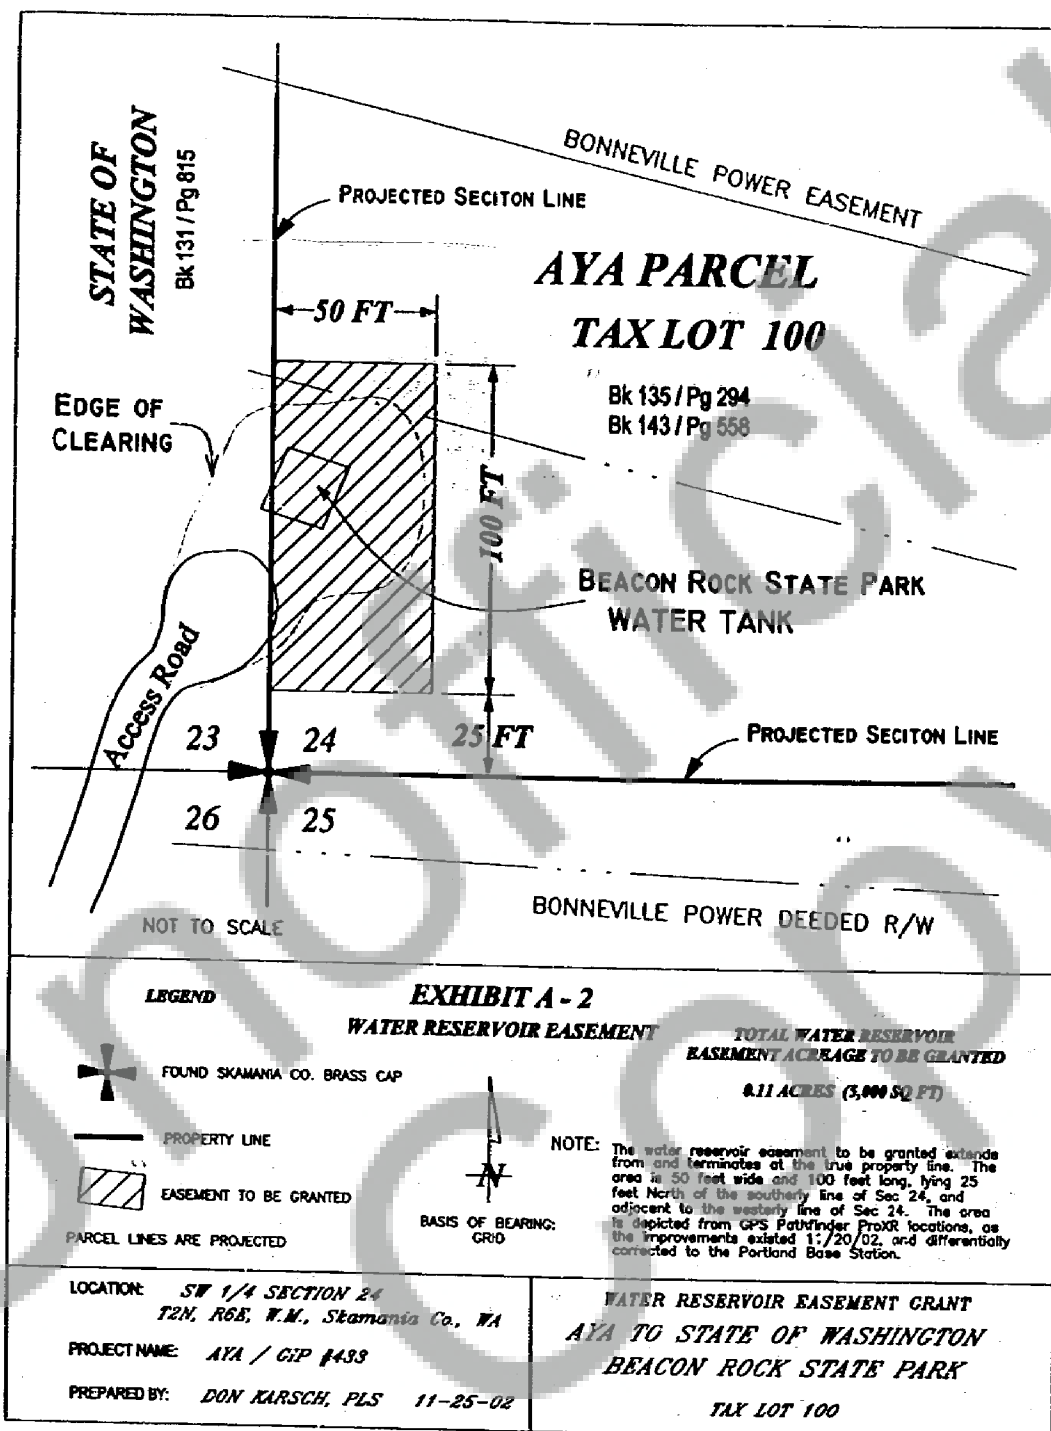 STATE OF
WASHINGTON
Bk 131 / Pg 815
BONNEVILLE POWER EASEMENT
PROJECTED SECITON LINE
AYA PARCEL
TAX LOT 100
50 FT
Bk 135 / Pg 294
Bk 143 / Pg 558
EDGE OF
CLEARING
100 FT
BEACON ROCK STATE PARK
WATER TANK
Access Road
23
24
25 FT
PROJECTED SECITON LINE
26
25
NOT TO SCALE
BONNEVILLE POWER DEEDED R/W
LEGEND
FOUND SKAMANIA CO. BRASS CAP
PROPERTY LINE
EASEMENT TO BE GRANTED
PARCEL LINES ARE PROJECTED
EXHIBIT A - 2
WATER RESERVOIR EASEMENT
TOTAL WATER RESERVOIR
EASEMENT ACREAGE TO BE GRANTED
0.11 ACRES (5,000 SQ FT)
N
BASIS OF BEARING:
GRID
NOTE: The water reservoir easement to be granted extends
from and terminates at the true property line. The
area is 50 feet wide and 100 feet long, lying 25
feet North of the southerly line of Sec 24, and
adjacent to the westerly line of Sec 24. The area
is depicted from GPS Pathfinder ProXR locations, as
the improvements existed 11/20/02, and differentially
corrected to the Portland Base Station.
LOCATION: SW 1/4 SECTION 24
T2N, R6E, W.M., Skamania Co., WA
PROJECT NAME: AYA / CIP #433
PREPARED BY: DON KARSCH, PLS 11-25-02
WATER RESERVOIR EASEMENT GRANT
AYA TO STATE OF WASHINGTON
BEACON ROCK STATE PARK
TAX LOT 100
Unofficial
Copy